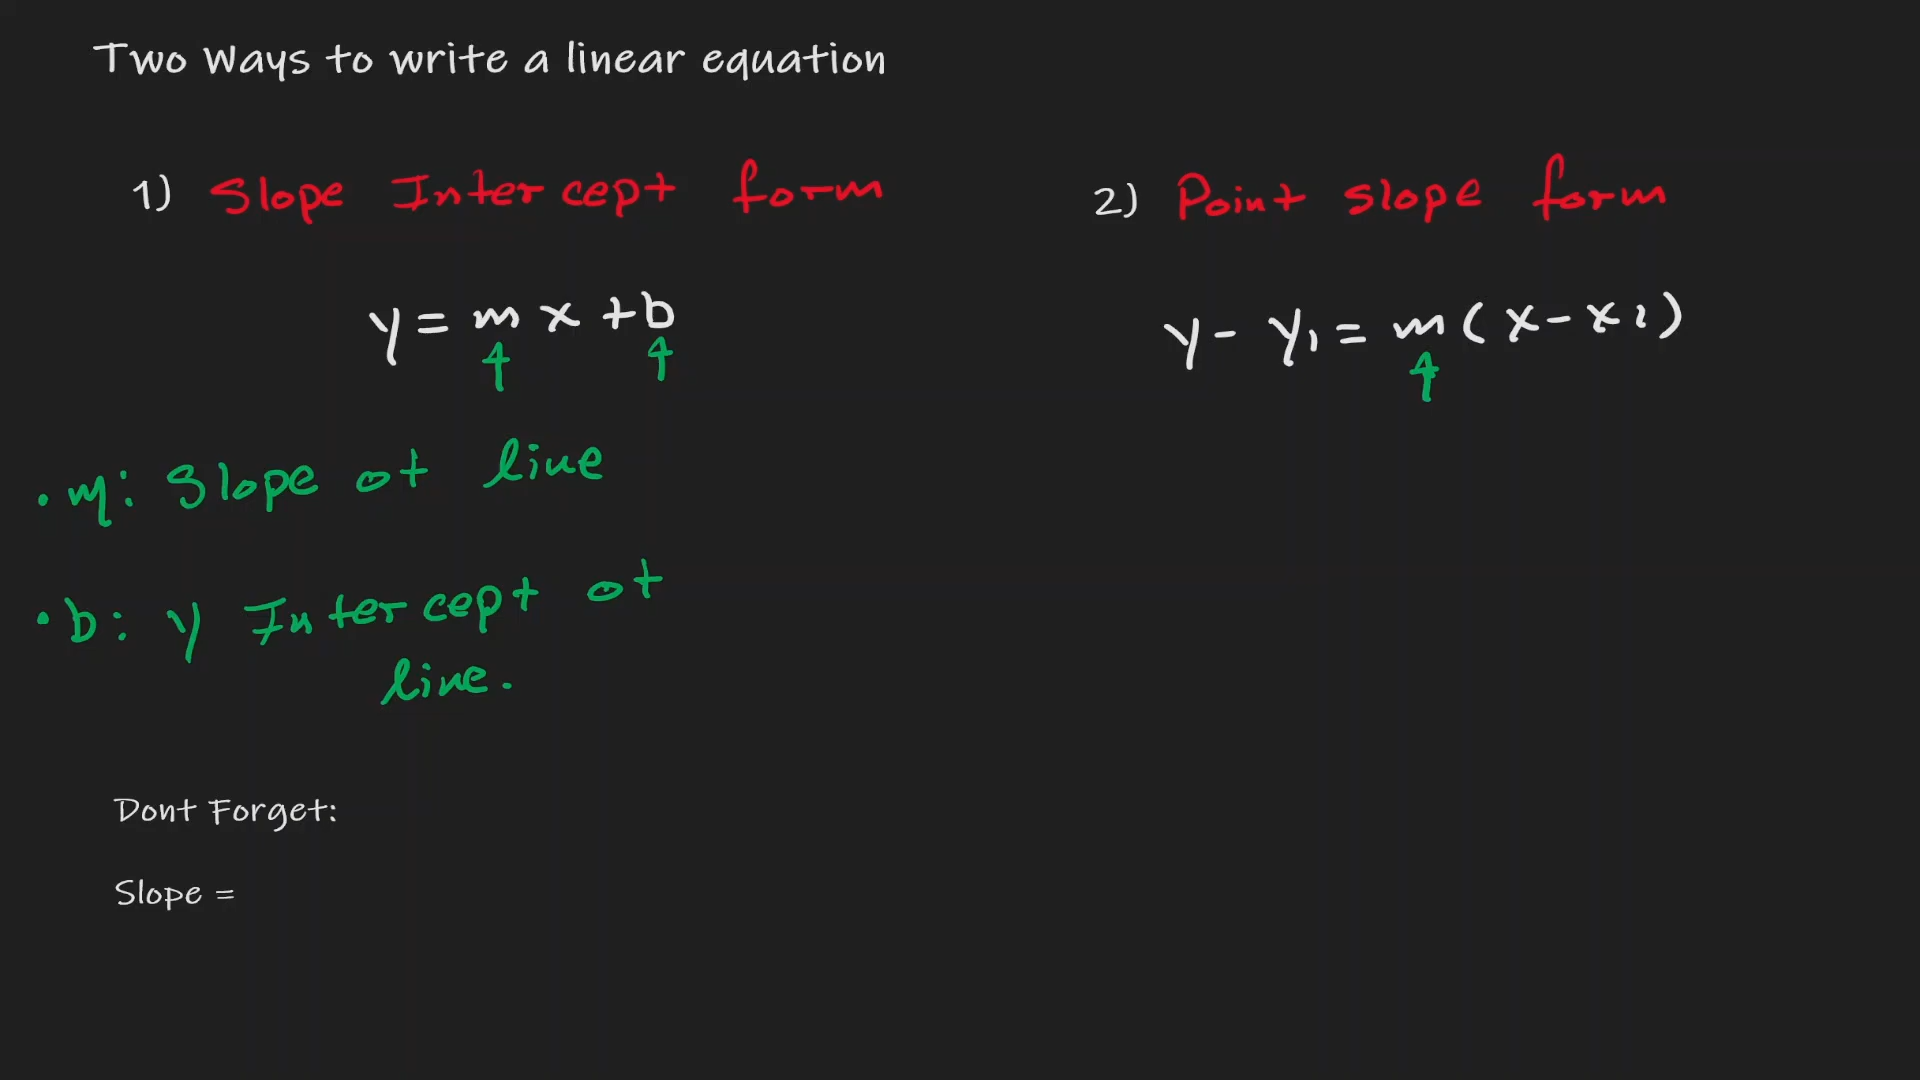 Two Ways to write a linear equation
1) Slope Intercept form
y = mx + b
• m: Slope of line
• b: y Intercept of
line.
2) Point slope form
y - y₁ = m(x - x₁)
Dont Forget:
Slope =